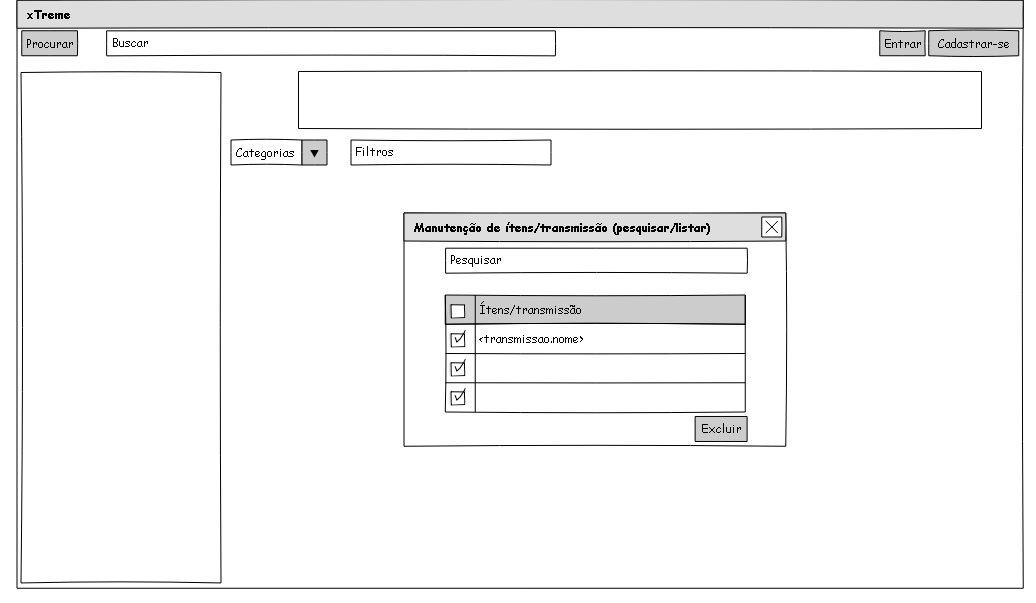 xTreme
Procurar
Buscar
Entrar
Cadastrar-se
Categorias
Filtros
Manutenção de ítens/transmissão (pesquisar/listar)
Pesquisar
Ítens/transmissão
<transmissao.nome>
Excluir